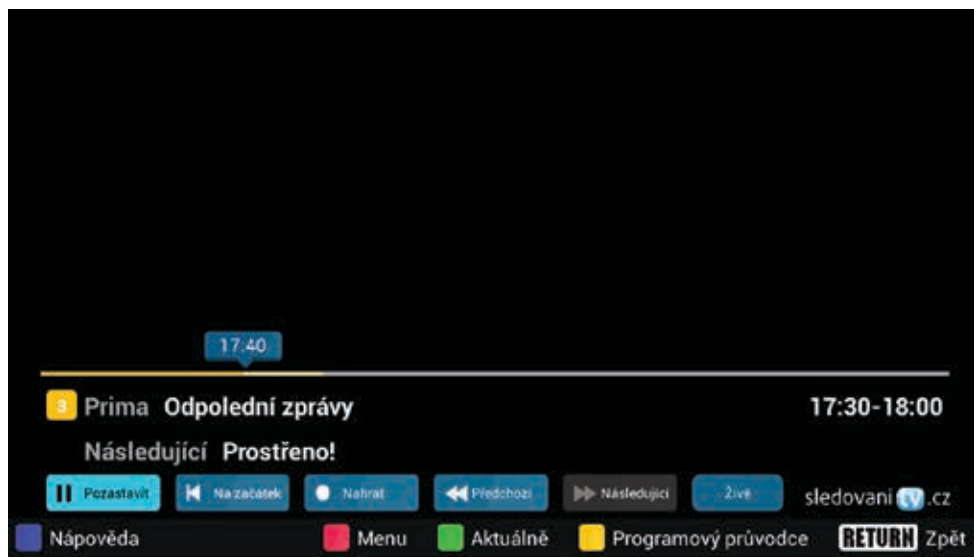 17:40
3 Prima Odpolední zprávy 17:30-18:00
Následující Prostřeno!
Pozastavit Na začátek Nahrát Předchozí Následující Živě sledovanitv.cz
Nápověda Menu Aktuálně Programový průvodce RETURN Zpět